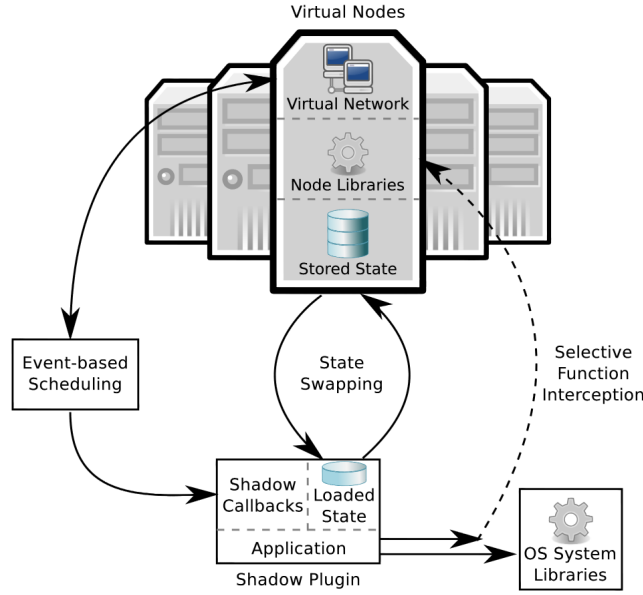 Virtual Nodes
Virtual Network
Node Libraries
Stored State
Event-based
Scheduling
State
Swapping
Selective
Function
Interception
Shadow
Callbacks
Loaded
State
Application
Shadow Plugin
OS System
Libraries